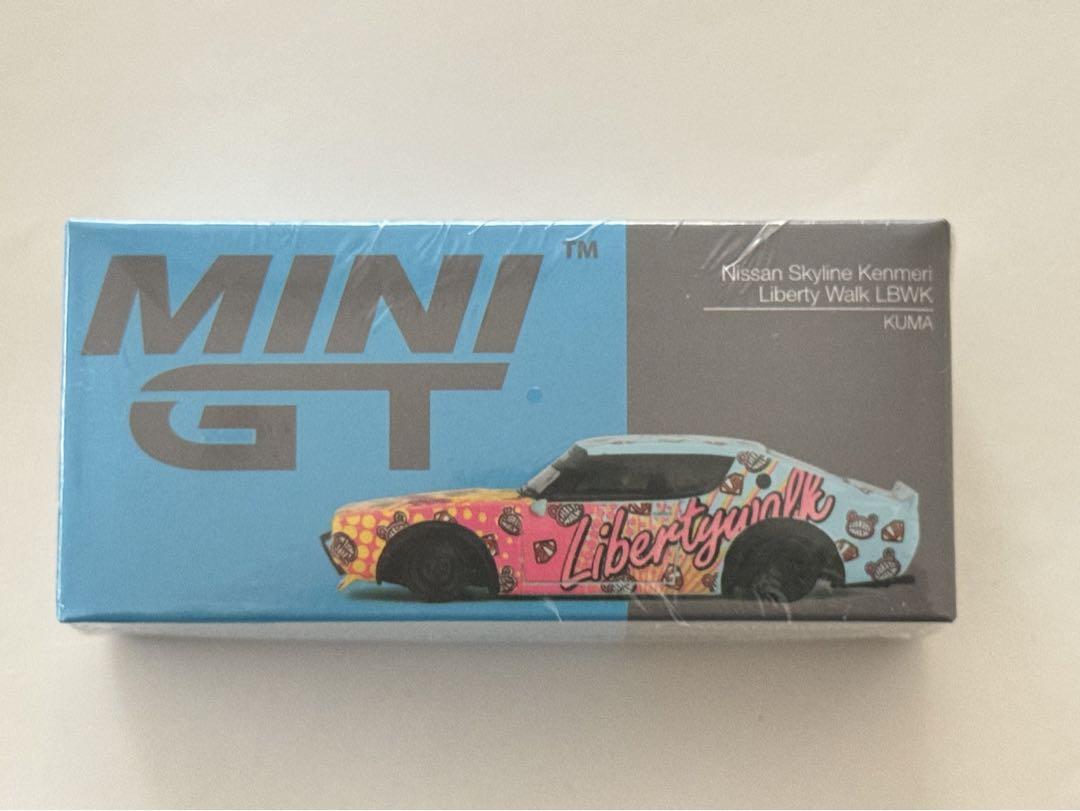 MINI
GT
TM
Nissan Skyline Kenmeri
Liberty Walk LBWK
KUMA
Libertywalk